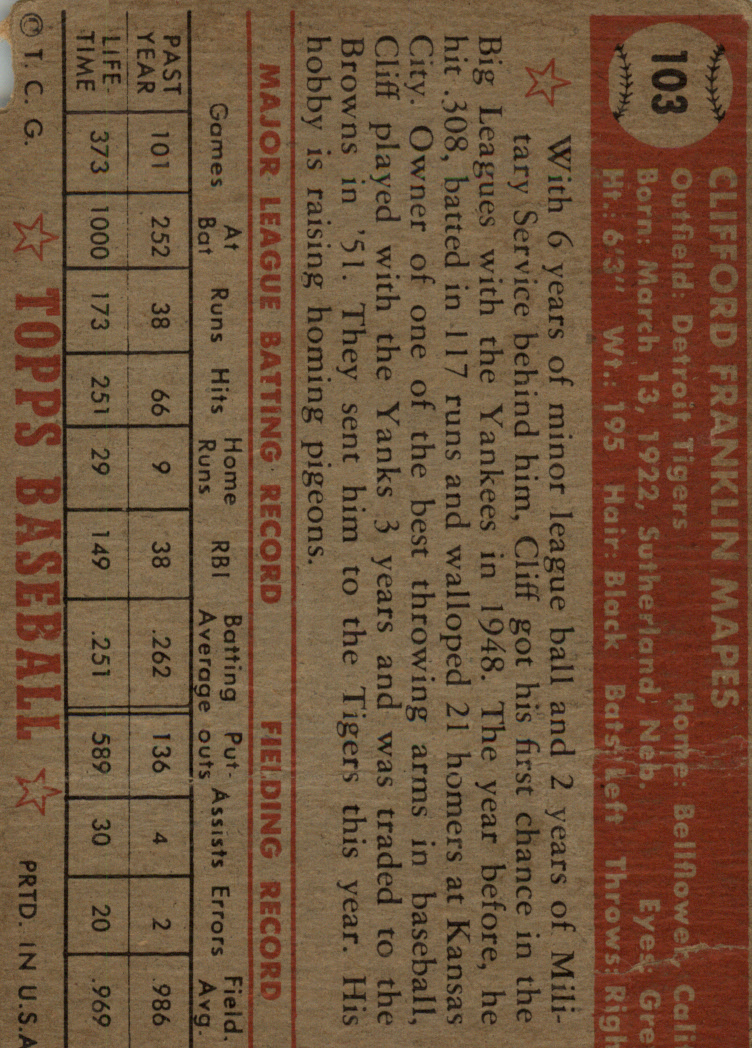 103
CLIFFORD FRANKLIN MAPES
Outfield: Detroit Tigers Home: Bellflower, Cali
Born: March 13, 1922, Sutherland, Neb. Eyes: Gre
Ht.: 6'3" Wt.: 195 Hair: Black Bats: Left Throws: Righ
With 6 years of minor league ball and 2 years of Mili-
tary Service behind him, Cliff got his first chance in the
Big Leagues with the Yankees in 1948. The year before, he
hit .308, batted in 117 runs and walloped 21 homers at Kansas
City. Owner of one of the best throwing arms in baseball,
Cliff played with the Yanks 3 years and was traded to the
Browns in '51. They sent him to the Tigers this year. His
hobby is raising homing pigeons.
MAJOR LEAGUE BATTING RECORD FIELDING RECORD
Games At Bat Runs Hits Home Runs RBI Batting Average Put-outs Assists Errors Field. Avg.
PAST YEAR 101 252 38 66 9 38 .262 136 4 2 .986
LIFE-TIME 373 1000 173 251 29 149 .251 589 30 20 .969
© T. C. G. TOPPS BASEBALL PRTD. IN U.S.A